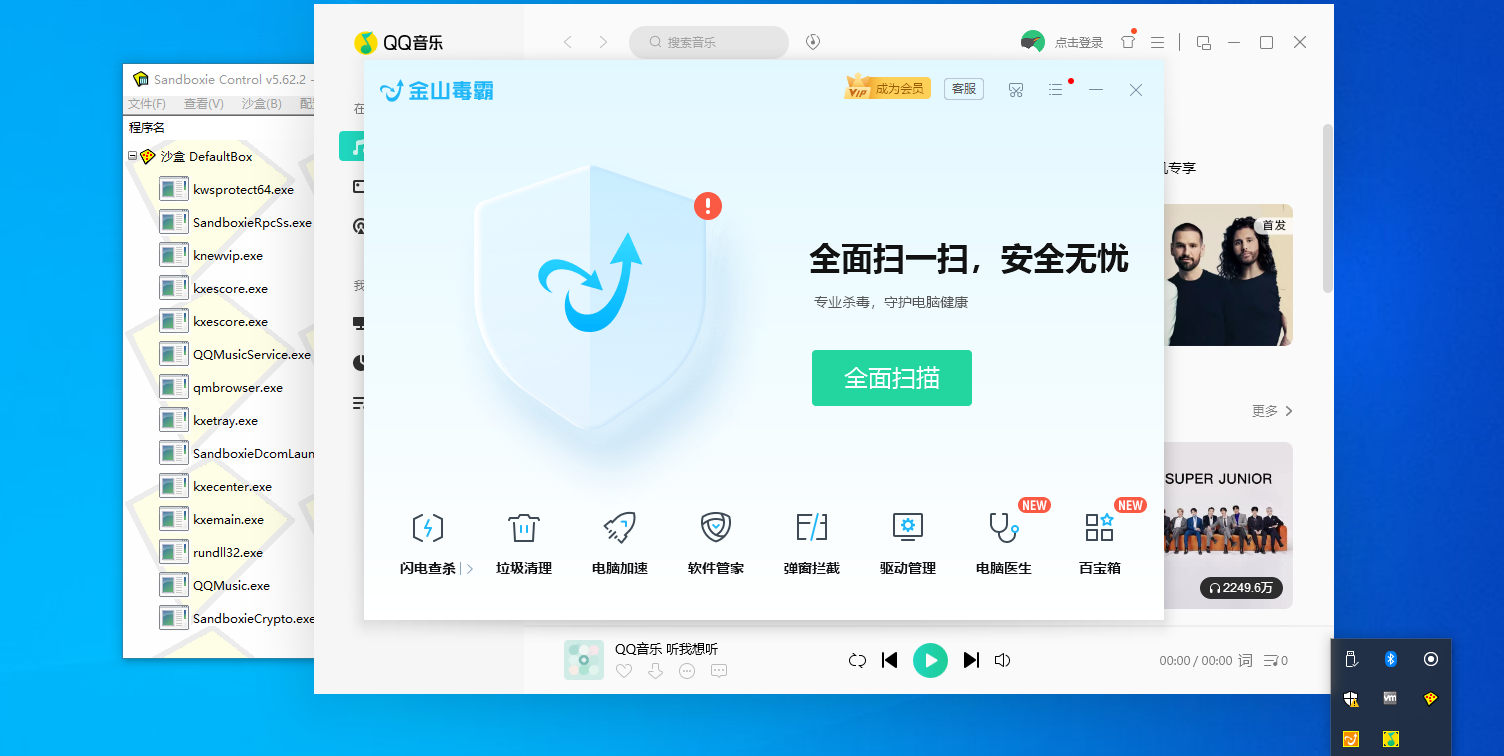 QQ音乐
搜索音乐
点击登录
Sandboxie Control v5.62.2 -
文件(F) 查看(V) 沙盒(B) 配
程序名
沙盒 DefaultBox
kwsprotect64.exe
SandboxieRpcSs.exe
knewvip.exe
kxescore.exe
kxescore.exe
QQMusicService.exe
qmbrowser.exe
kxetray.exe
SandboxieDcomLaun
kxecenter.exe
kxemain.exe
rundll32.exe
QQMusic.exe
SandboxieCrypto.exe
在
金山毒霸
VIP 成为会员
客服
全面扫一扫，安全无忧
专业杀毒，守护电脑健康
全面扫描
NEW
NEW
闪电查杀
垃圾清理
电脑加速
软件管家
弹窗拦截
驱动管理
电脑医生
百宝箱
专享
首发
更多
SUPER JUNIOR
2249.6万
QQ音乐 听我想听
00:00 / 00:00 词 0
vm